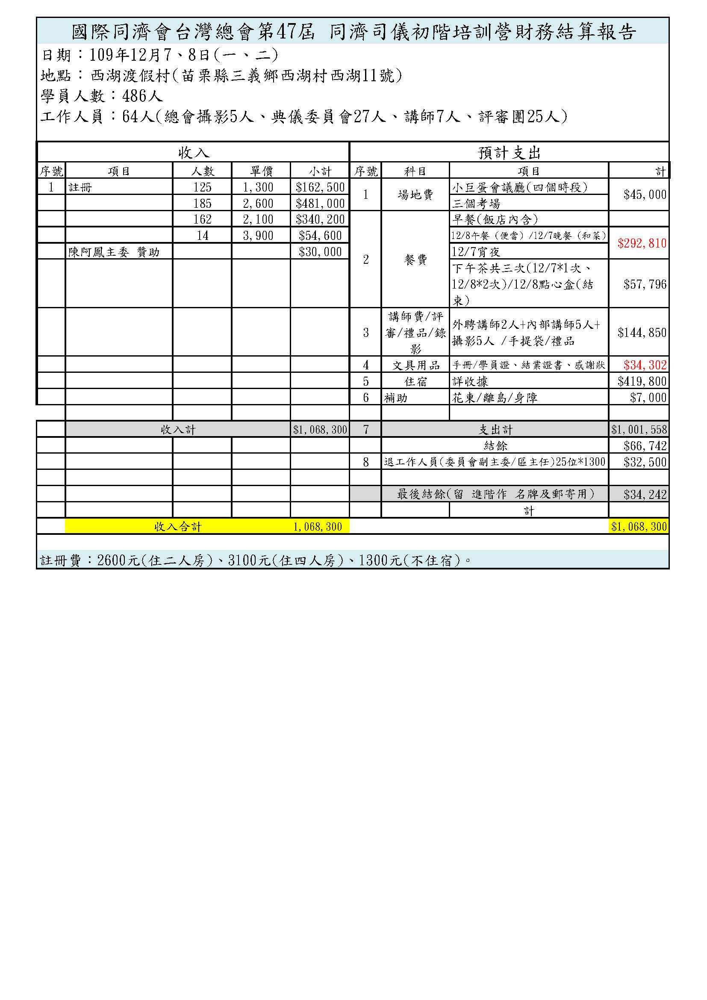 國際同濟會台灣總會第47屆 同濟司儀初階培訓營財務結算報告
日期：109年12月7、8日(一、二)
地點：西湖渡假村(苗栗縣三義鄉西湖村西湖11號)
學員人數：486人
工作人員：64人(總會攝影5人、典儀委員會27人、講師7人、評審團25人)
收入 預計支出
序號 項目 人數 單價 小計 序號 科目 項目 計
1 註冊 125 1,300 $162,500 1 場地費 小巨蛋會議廳(四個時段) $45,000
185 2,600 $481,000 三個考場
162 2,100 $340,200 2 餐費 早餐(飯店內含)
14 3,900 $54,600 12/8午餐（便當）/12/7晚餐（和菜） $292,810
陳阿鳳主委 贊助 $30,000 12/7宵夜
下午茶共三次(12/7*1次、
12/8*2次)/12/8點心盒(結
束) $57,796
3 講師費/評
審/禮品/錄
影 外聘講師2人+內部講師5人+
攝影5人 /手提袋/禮品 $144,850
4 文具用品 手冊/學員證、結業證書、感謝狀 $34,302
5 住宿 詳收據 $419,800
6 補助 花東/離島/身障 $7,000
收入計 $1,068,300 7 支出計 $1,001,558
結餘 $66,742
8 退工作人員(委員會副主委/區主任)25位*1300 $32,500
最後結餘(留 進階作 名牌及郵寄用) $34,242
計
收入合計 1,068,300 $1,068,300
註冊費：2600元(住二人房)、3100元(住四人房)、1300元(不住宿)。